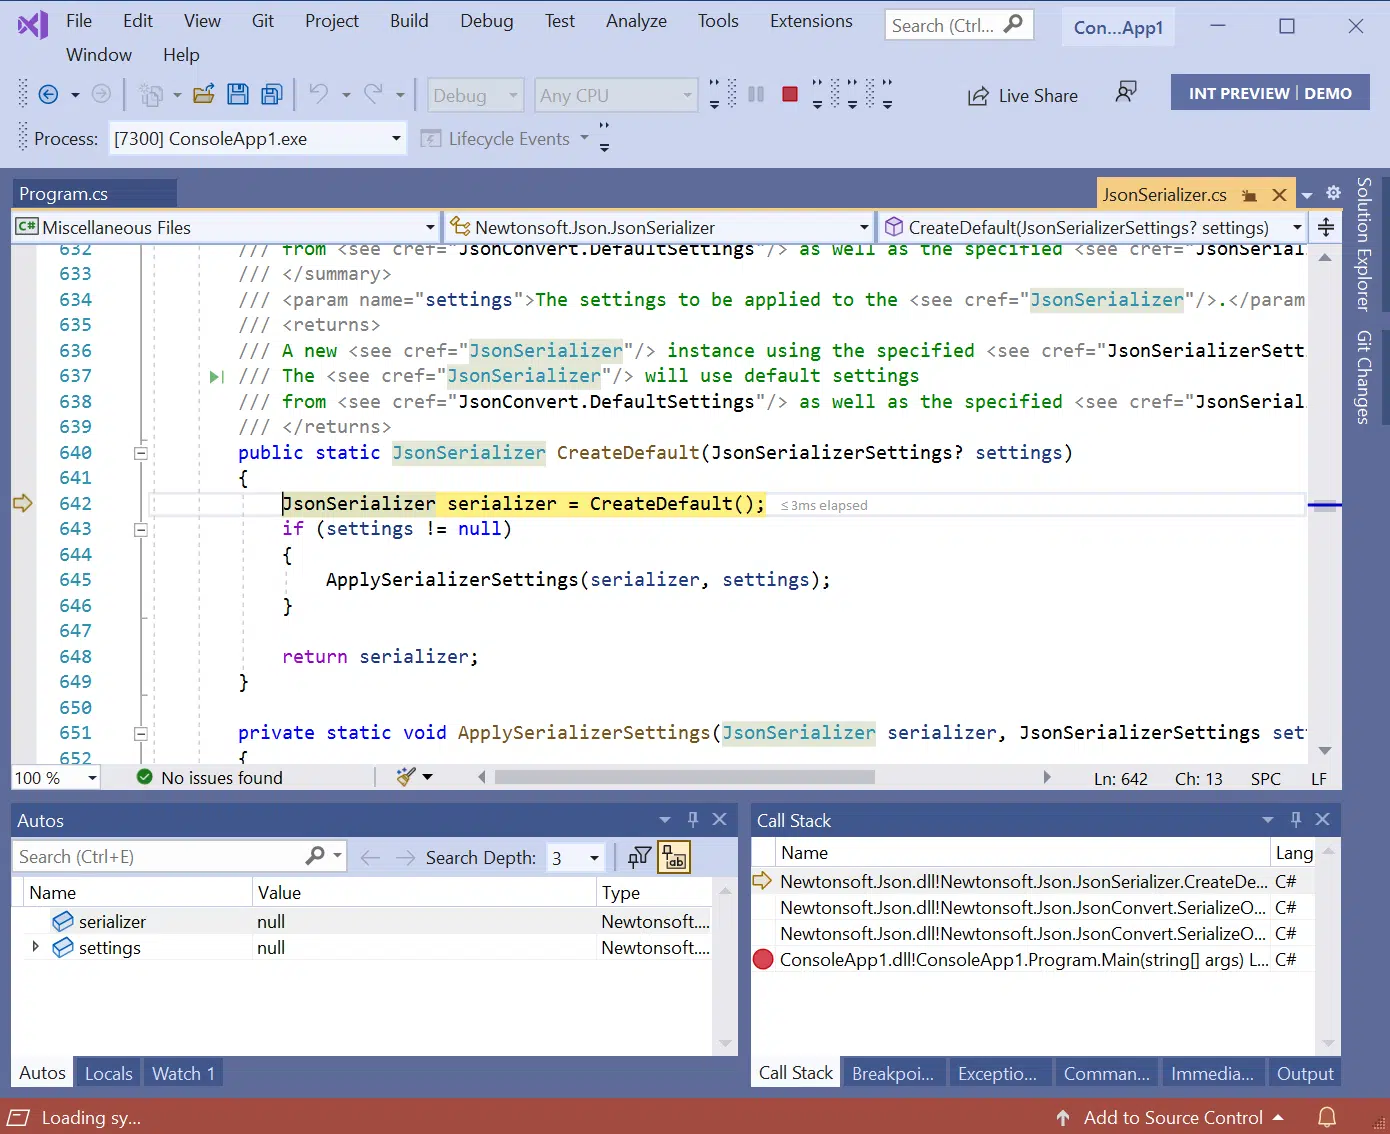 File Edit View Git Project Build Debug Test Analyze Tools Extensions Search (Ctrl... Con...App1
Window Help
Debug Any CPU Live Share INT PREVIEW | DEMO
Process: [7300] ConsoleApp1.exe Lifecycle Events
Program.cs JsonSerializer.cs
C# Miscellaneous Files Newtonsoft.Json.JsonSerializer CreateDefault(JsonSerializerSettings? settings)
632 /// from <see cref="JsonConvert.DefaultSettings"/> as well as the specified <see cref="JsonSerial
633 /// </summary>
634 /// <param name="settings">The settings to be applied to the <see cref="JsonSerializer"/>.</param
635 /// <returns>
636 /// A new <see cref="JsonSerializer"/> instance using the specified <see cref="JsonSerializerSett
637 /// The <see cref="JsonSerializer"/> will use default settings
638 /// from <see cref="JsonConvert.DefaultSettings"/> as well as the specified <see cref="JsonSerial
639 /// </returns>
640 public static JsonSerializer CreateDefault(JsonSerializerSettings? settings)
641 {
642 JsonSerializer serializer = CreateDefault(); ≤3ms elapsed
643 if (settings != null)
644 {
645 ApplySerializerSettings(serializer, settings);
646 }
647
648 return serializer;
649 }
650
651 private static void ApplySerializerSettings(JsonSerializer serializer, JsonSerializerSettings set
652 {
100 % No issues found Ln: 642 Ch: 13 SPC LF
Solution Explorer
Git Changes
Autos
Search (Ctrl+E) Search Depth: 3
Name Value Type
serializer null Newtonsoft....
settings null Newtonsoft....
Autos Locals Watch 1
Call Stack
Name Lang
Newtonsoft.Json.dll!Newtonsoft.Json.JsonSerializer.CreateDe... C#
Newtonsoft.Json.dll!Newtonsoft.Json.JsonConvert.SerializeO... C#
Newtonsoft.Json.dll!Newtonsoft.Json.JsonConvert.SerializeO... C#
ConsoleApp1.dll!ConsoleApp1.Program.Main(string[] args) L... C#
Call Stack Breakpoi... Exceptio... Comman... Immedia... Output
Loading sy... Add to Source Control